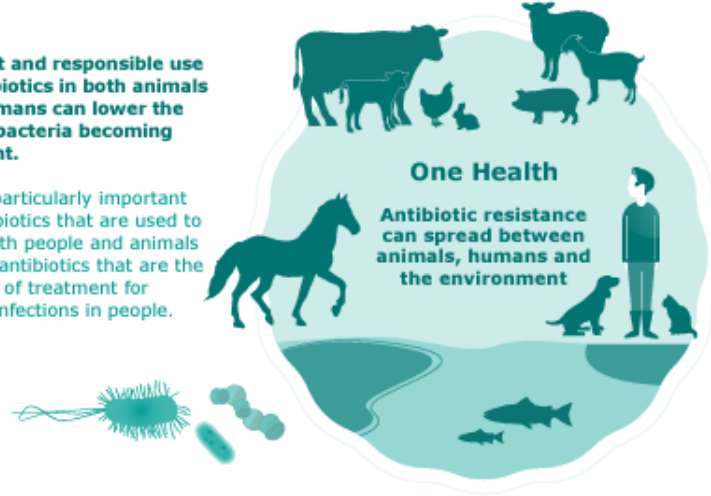 t and responsible use
biotics in both animals
mans can lower the
bacteria becoming
nt.
particularly important
biotics that are used to
th people and animals
antibiotics that are the
of treatment for
nfections in people.
One Health
Antibiotic resistance
can spread between
animals, humans and
the environment